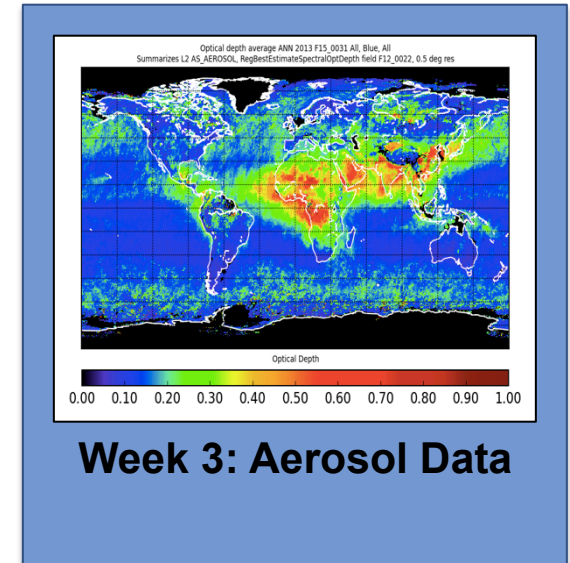 Optical depth average ANN 2013 F15_0031 All, Blue, All
Summarizes L2 AS_AEROSOL, RegBestEstimateSpectralOptDepth field F12_0022, 0.5 deg res
Optical Depth
0.00 0.10 0.20 0.30 0.40 0.50 0.60 0.70 0.80 0.90 1.00
Week 3: Aerosol Data